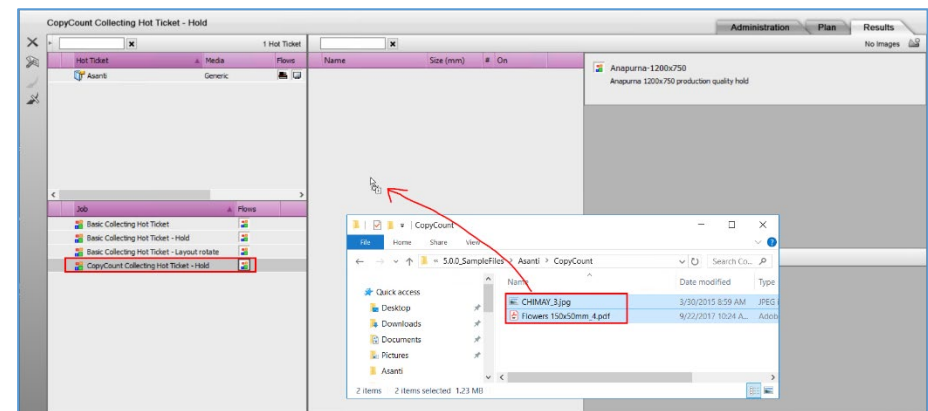 CopyCount Collecting Hot Ticket - Hold
Administration Plan Results
1 Hot Ticket
No Images
Hot Ticket Media Flows
Name Size (mm) # On
Asanti Generic
Anapurna-1200x750
Anapurna 1200x750 production quality hold
Job Flows
Basic Collecting Hot Ticket
Basic Collecting Hot Ticket - Hold
Basic Collecting Hot Ticket - Layout rotate
CopyCount Collecting Hot Ticket - Hold
CopyCount
File Home Share View
« 5.0.0_SampleFiles > Asanti > CopyCount
Search Co...
Name Date modified Type
Quick access
Desktop
Downloads
Documents
Pictures
Asanti
CHIMAY_3.jpg 3/30/2015 8:59 AM JPEG
Flowers 150x50mm_4.pdf 9/22/2017 10:24 A... Adob
2 items 2 items selected 1.23 MB